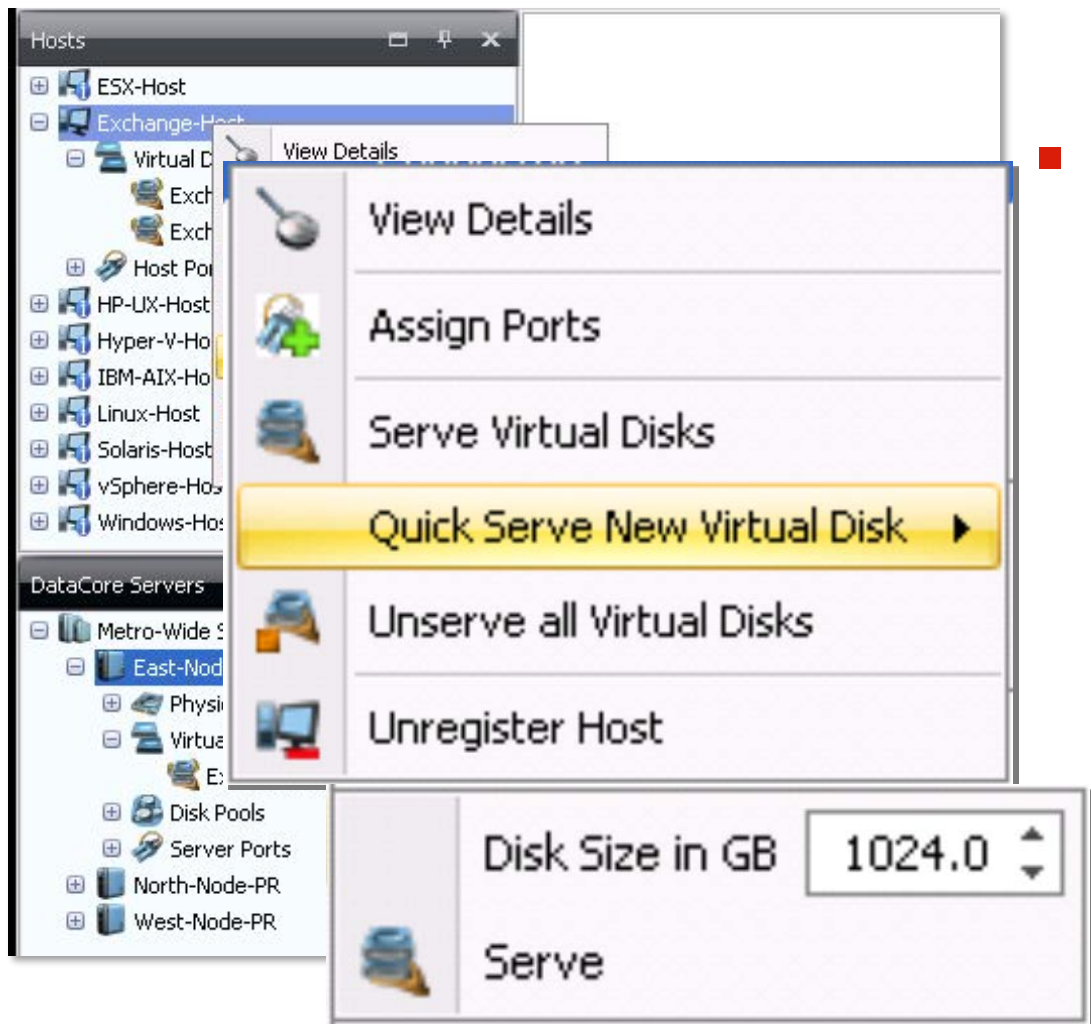 Hosts
ESX-Host
Exchange-Host
View Details
Virtual D
Exch
Exch
Host Por
HP-UX-Host
Hyper-V-Ho
IBM-AIX-Ho
Linux-Host
Solaris-Host
vSphere-Hos
Windows-Hos
View Details
Assign Ports
Serve Virtual Disks
Quick Serve New Virtual Disk
Unserve all Virtual Disks
Unregister Host
DataCore Servers
Metro-Wide S
East-Nod
Physi
Virtua
Ex
Disk Pools
Server Ports
North-Node-PR
West-Node-PR
Disk Size in GB 1024.0
Serve